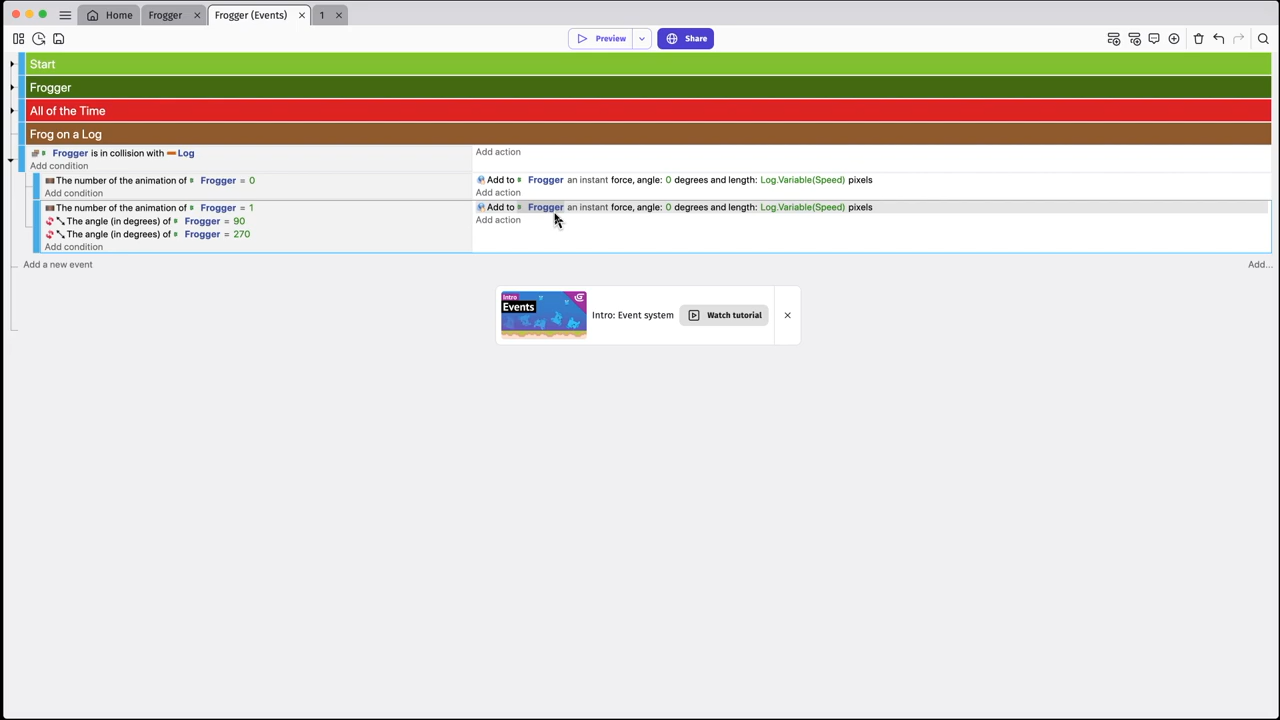 Home
Frogger
Frogger (Events)
1
Preview
Share
Start
Frogger
All of the Time
Frog on a Log
Frogger is in collision with Log
Add condition
Add action
The number of the animation of Frogger = 0
Add condition
Add to Frogger an instant force, angle: 0 degrees and length: Log.Variable(Speed) pixels
Add action
The number of the animation of Frogger = 1
The angle (in degrees) of Frogger = 90
The angle (in degrees) of Frogger = 270
Add condition
Add to Frogger an instant force, angle: 0 degrees and length: Log.Variable(Speed) pixels
Add action
Add a new event
Add...
Intro
Events
Intro: Event system
Watch tutorial